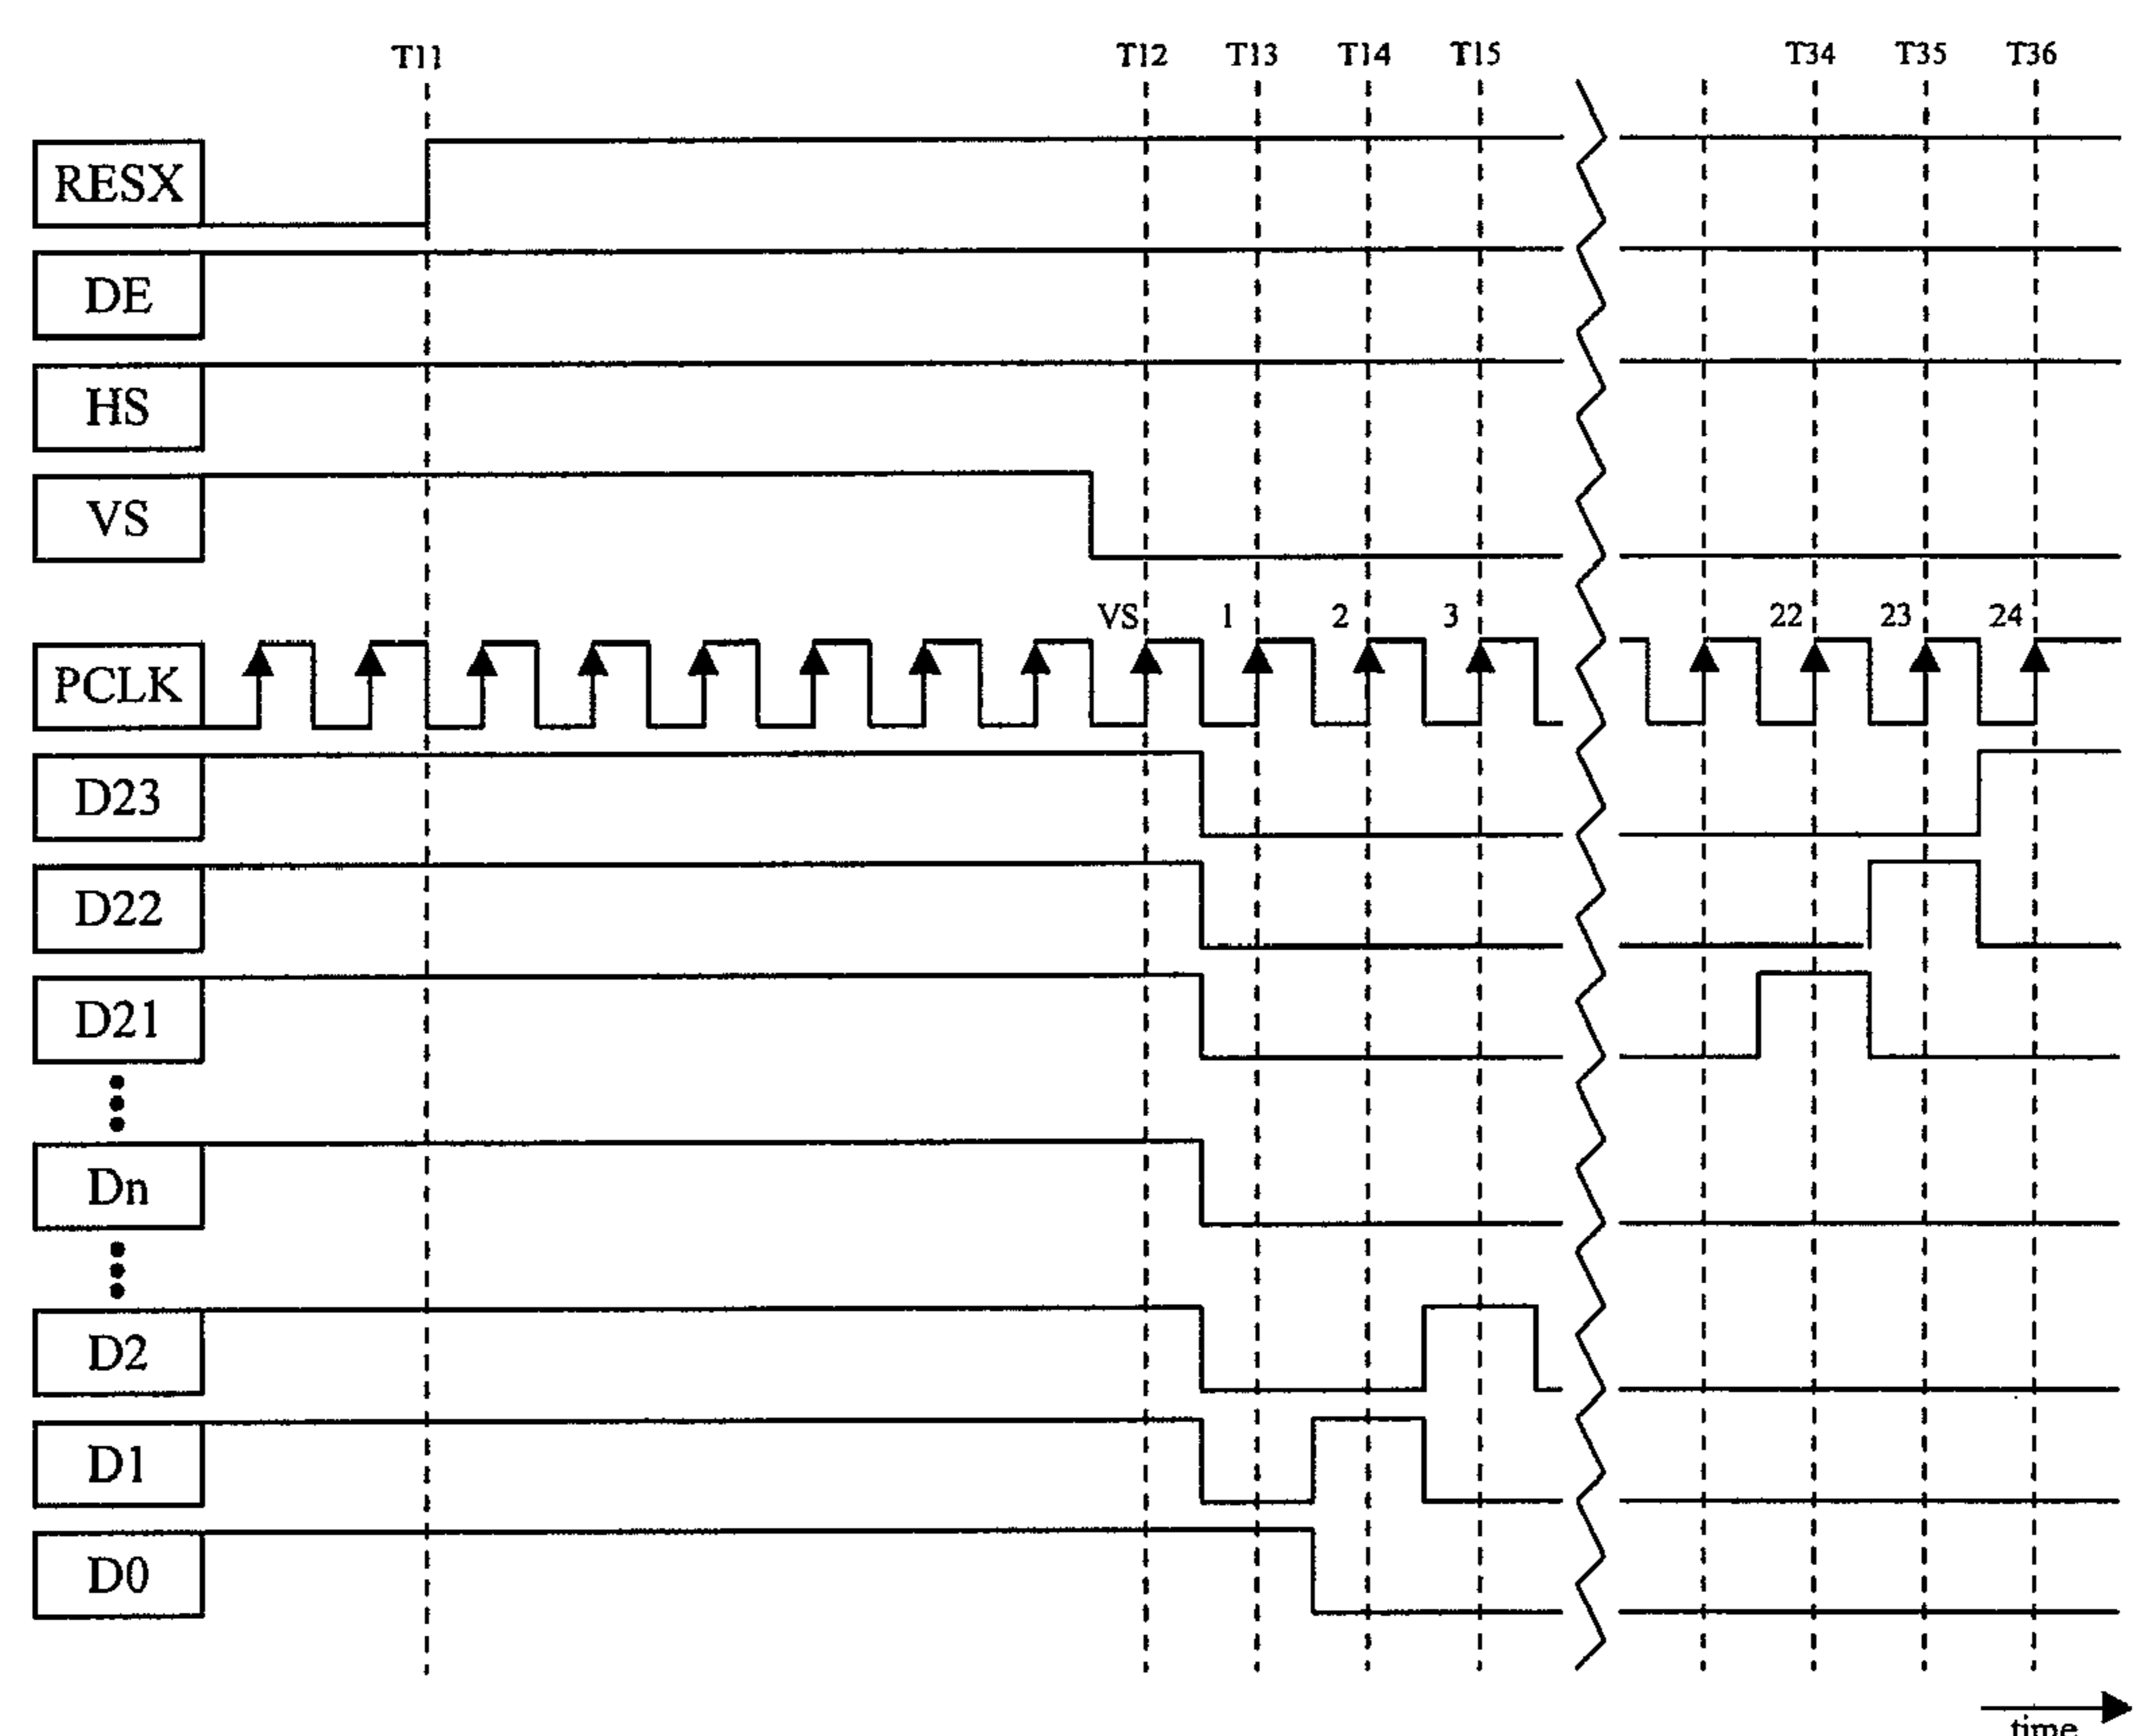 T11 T12 T13 T14 T15 T34 T35 T36
RESX
DE
HS
VS
VS 1 2 3 22 23 24
PCLK
D23
D22
D21
Dn
D2
D1
D0
time